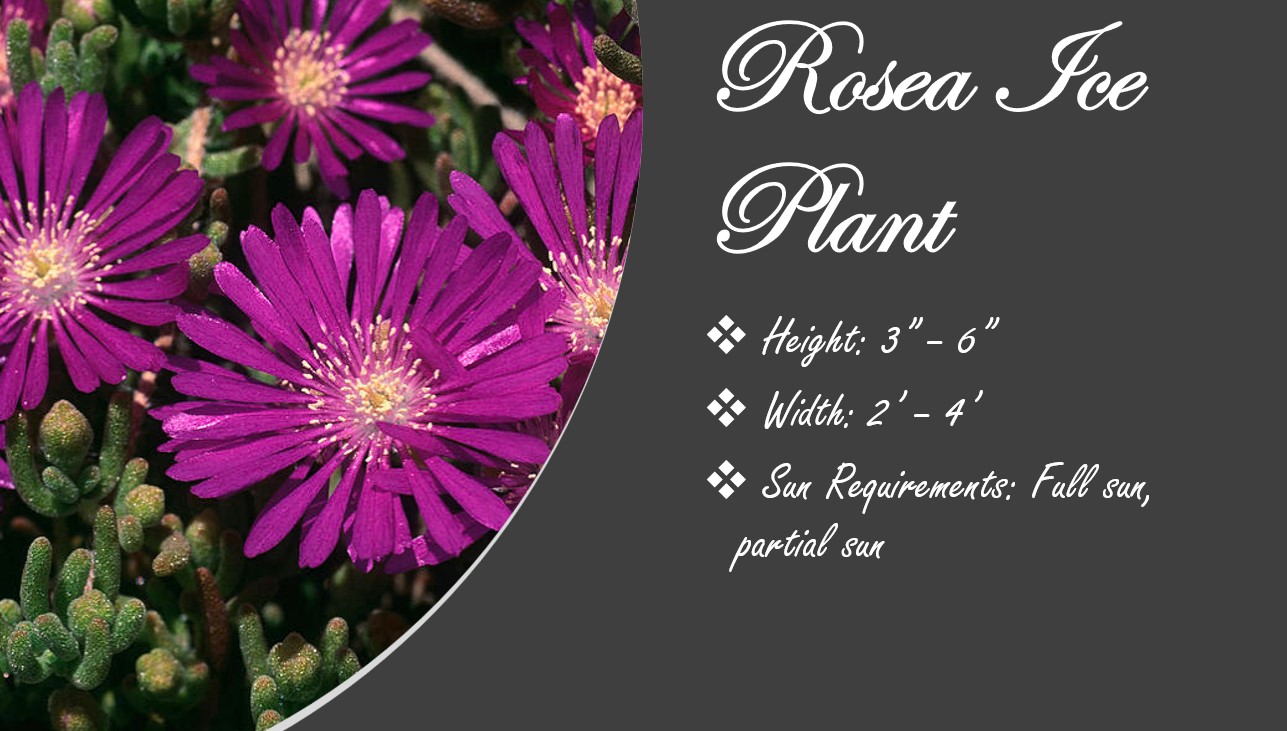 Rosea Ice
Plant
❖ Height: 3” – 6”
❖ Width: 2’ – 4’
❖ Sun Requirements: Full sun,
partial sun